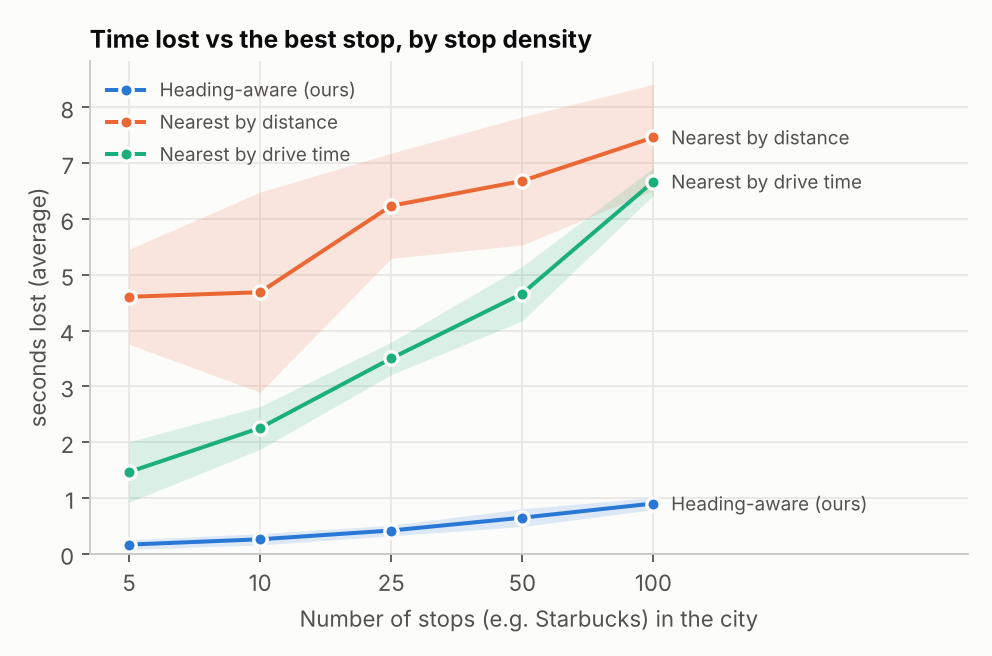 Time lost vs the best stop, by stop density
Heading-aware (ours)
Nearest by distance
Nearest by drive time
seconds lost (average)
8
7
6
5
4
3
2
1
0
Nearest by distance
Nearest by drive time
Heading-aware (ours)
5 10 25 50 100
Number of stops (e.g. Starbucks) in the city